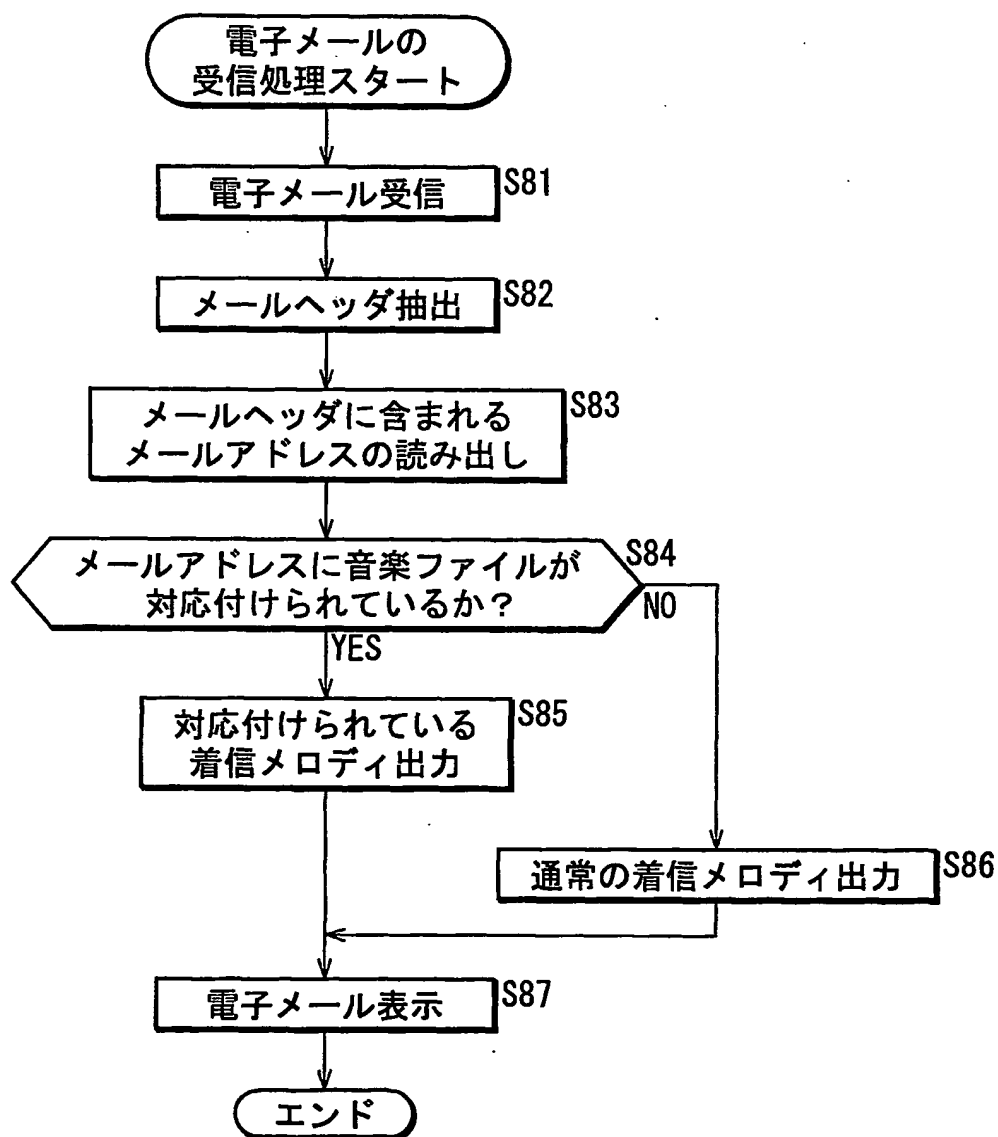 電子メールの
受信処理スタート
電子メール受信
S81
メールヘッダ抽出
S82
メールヘッダに含まれる
メールアドレスの読み出し
S83
メールアドレスに音楽ファイルが
対応付けられているか？
S84
NO
YES
対応付けられている
着信メロディ出力
S85
通常の着信メロディ出力
S86
電子メール表示
S87
エンド